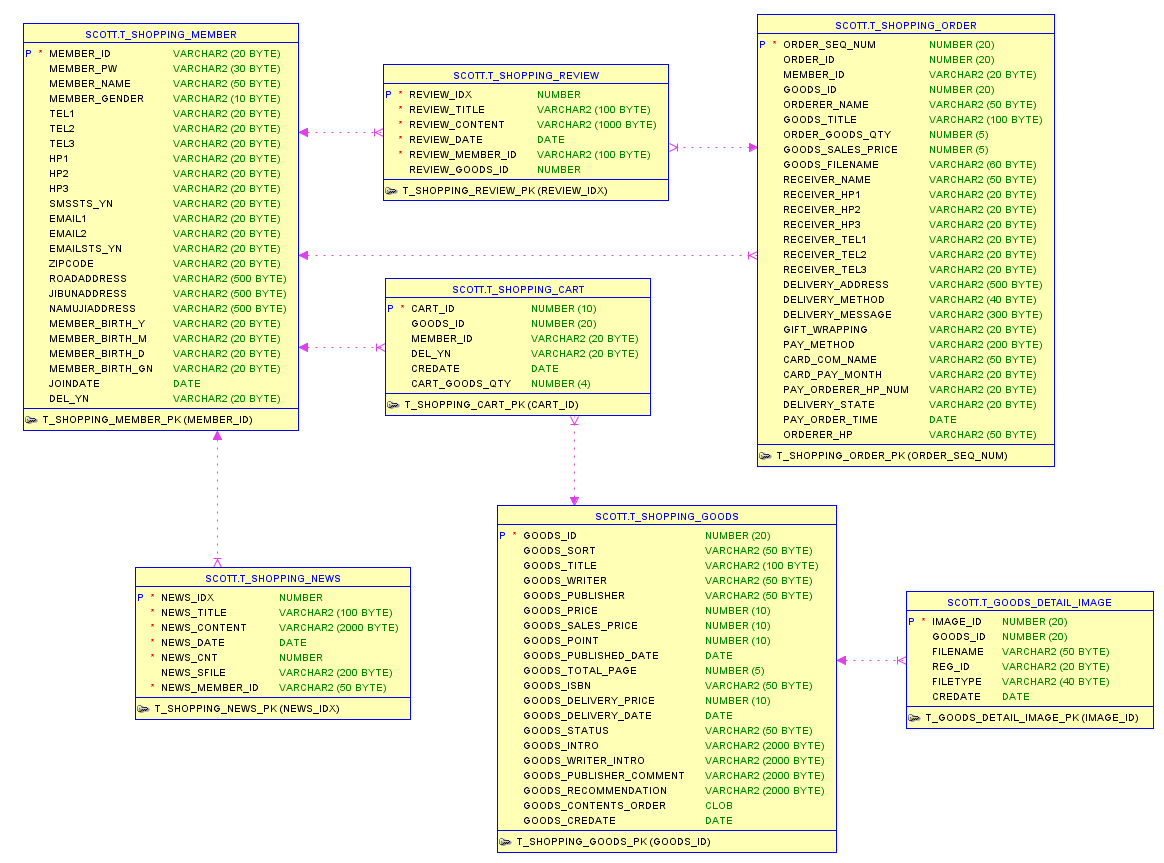 SCOTT.T_SHOPPING_MEMBER
P * MEMBER_ID VARCHAR2 (20 BYTE)
MEMBER_PW VARCHAR2 (30 BYTE)
MEMBER_NAME VARCHAR2 (50 BYTE)
MEMBER_GENDER VARCHAR2 (10 BYTE)
TEL1 VARCHAR2 (20 BYTE)
TEL2 VARCHAR2 (20 BYTE)
TEL3 VARCHAR2 (20 BYTE)
HP1 VARCHAR2 (20 BYTE)
HP2 VARCHAR2 (20 BYTE)
HP3 VARCHAR2 (20 BYTE)
SMSSTS_YN VARCHAR2 (20 BYTE)
EMAIL1 VARCHAR2 (20 BYTE)
EMAIL2 VARCHAR2 (20 BYTE)
EMAILSTS_YN VARCHAR2 (20 BYTE)
ZIPCODE VARCHAR2 (20 BYTE)
ROADADDRESS VARCHAR2 (500 BYTE)
JIBUNADDRESS VARCHAR2 (500 BYTE)
NAMUJIADDRESS VARCHAR2 (500 BYTE)
MEMBER_BIRTH_Y VARCHAR2 (20 BYTE)
MEMBER_BIRTH_M VARCHAR2 (20 BYTE)
MEMBER_BIRTH_D VARCHAR2 (20 BYTE)
MEMBER_BIRTH_GN VARCHAR2 (20 BYTE)
JOINDATE DATE
DEL_YN VARCHAR2 (20 BYTE)
T_SHOPPING_MEMBER_PK (MEMBER_ID)
SCOTT.T_SHOPPING_REVIEW
P * REVIEW_IDX NUMBER
* REVIEW_TITLE VARCHAR2 (100 BYTE)
* REVIEW_CONTENT VARCHAR2 (1000 BYTE)
* REVIEW_DATE DATE
* REVIEW_MEMBER_ID VARCHAR2 (100 BYTE)
REVIEW_GOODS_ID NUMBER
T_SHOPPING_REVIEW_PK (REVIEW_IDX)
SCOTT.T_SHOPPING_ORDER
P * ORDER_SEQ_NUM NUMBER (20)
ORDER_ID NUMBER (20)
MEMBER_ID VARCHAR2 (20 BYTE)
GOODS_ID NUMBER (20)
ORDERER_NAME VARCHAR2 (50 BYTE)
GOODS_TITLE VARCHAR2 (100 BYTE)
ORDER_GOODS_QTY NUMBER (5)
GOODS_SALES_PRICE NUMBER (5)
GOODS_FILENAME VARCHAR2 (60 BYTE)
RECEIVER_NAME VARCHAR2 (50 BYTE)
RECEIVER_HP1 VARCHAR2 (20 BYTE)
RECEIVER_HP2 VARCHAR2 (20 BYTE)
RECEIVER_HP3 VARCHAR2 (20 BYTE)
RECEIVER_TEL1 VARCHAR2 (20 BYTE)
RECEIVER_TEL2 VARCHAR2 (20 BYTE)
RECEIVER_TEL3 VARCHAR2 (20 BYTE)
DELIVERY_ADDRESS VARCHAR2 (500 BYTE)
DELIVERY_METHOD VARCHAR2 (40 BYTE)
DELIVERY_MESSAGE VARCHAR2 (300 BYTE)
GIFT_WRAPPING VARCHAR2 (20 BYTE)
PAY_METHOD VARCHAR2 (200 BYTE)
CARD_COM_NAME VARCHAR2 (50 BYTE)
CARD_PAY_MONTH VARCHAR2 (20 BYTE)
PAY_ORDERER_HP_NUM VARCHAR2 (20 BYTE)
DELIVERY_STATE VARCHAR2 (20 BYTE)
PAY_ORDER_TIME DATE
ORDERER_HP VARCHAR2 (50 BYTE)
T_SHOPPING_ORDER_PK (ORDER_SEQ_NUM)
SCOTT.T_SHOPPING_CART
P * CART_ID NUMBER (10)
GOODS_ID NUMBER (20)
MEMBER_ID VARCHAR2 (20 BYTE)
DEL_YN VARCHAR2 (20 BYTE)
CREDATE DATE
CART_GOODS_QTY NUMBER (4)
T_SHOPPING_CART_PK (CART_ID)
SCOTT.T_SHOPPING_NEWS
P * NEWS_IDX NUMBER
* NEWS_TITLE VARCHAR2 (100 BYTE)
* NEWS_CONTENT VARCHAR2 (2000 BYTE)
* NEWS_DATE DATE
* NEWS_CNT NUMBER
NEWS_SFILE VARCHAR2 (200 BYTE)
* NEWS_MEMBER_ID VARCHAR2 (50 BYTE)
T_SHOPPING_NEWS_PK (NEWS_IDX)
SCOTT.T_SHOPPING_GOODS
P * GOODS_ID NUMBER (20)
GOODS_SORT VARCHAR2 (50 BYTE)
GOODS_TITLE VARCHAR2 (100 BYTE)
GOODS_WRITER VARCHAR2 (50 BYTE)
GOODS_PUBLISHER VARCHAR2 (50 BYTE)
GOODS_PRICE NUMBER (10)
GOODS_SALES_PRICE NUMBER (10)
GOODS_POINT NUMBER (10)
GOODS_PUBLISHED_DATE DATE
GOODS_TOTAL_PAGE NUMBER (5)
GOODS_ISBN VARCHAR2 (50 BYTE)
GOODS_DELIVERY_PRICE NUMBER (10)
GOODS_DELIVERY_DATE DATE
GOODS_STATUS VARCHAR2 (50 BYTE)
GOODS_INTRO VARCHAR2 (2000 BYTE)
GOODS_WRITER_INTRO VARCHAR2 (2000 BYTE)
GOODS_PUBLISHER_COMMENT VARCHAR2 (2000 BYTE)
GOODS_RECOMMENDATION VARCHAR2 (2000 BYTE)
GOODS_CONTENTS_ORDER CLOB
GOODS_CREDATE DATE
T_SHOPPING_GOODS_PK (GOODS_ID)
SCOTT.T_GOODS_DETAIL_IMAGE
P * IMAGE_ID NUMBER (20)
GOODS_ID NUMBER (20)
FILENAME VARCHAR2 (50 BYTE)
REG_ID VARCHAR2 (20 BYTE)
FILETYPE VARCHAR2 (40 BYTE)
CREDATE DATE
T_GOODS_DETAIL_IMAGE_PK (IMAGE_ID)